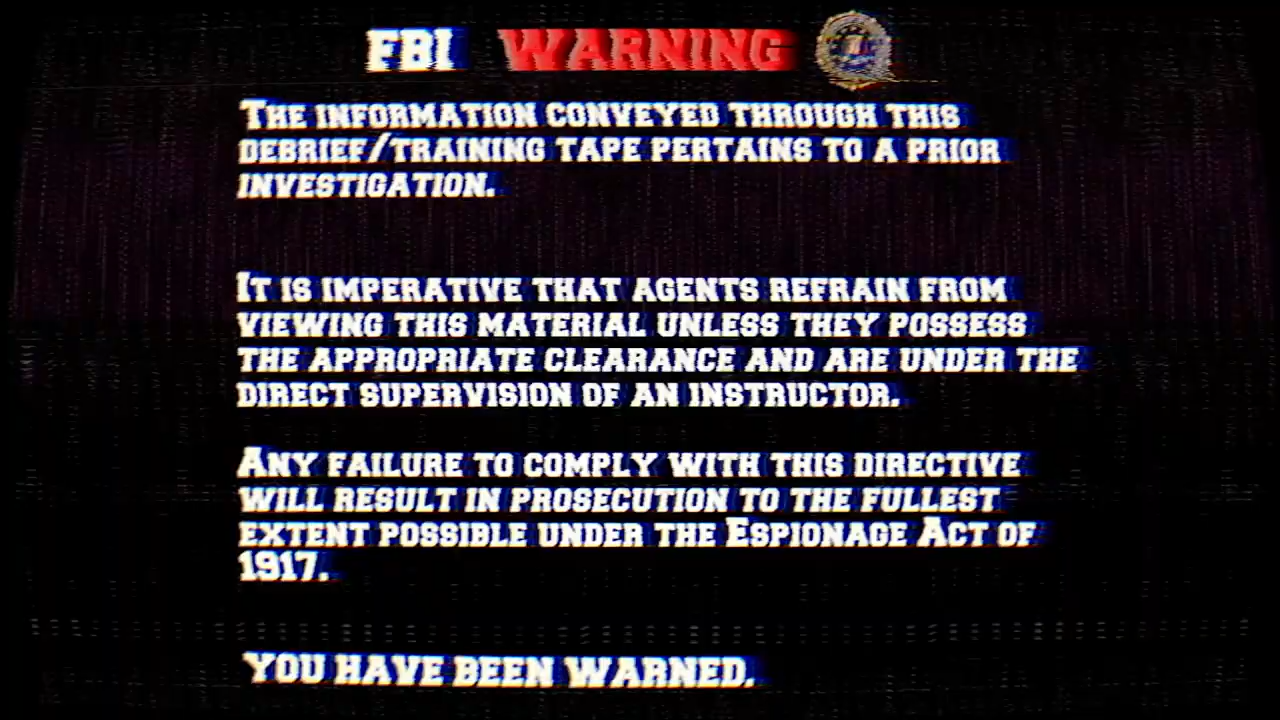 FBI WARNING
The information conveyed through this
debrief/training tape pertains to a prior
investigation.
It is imperative that agents refrain from
viewing this material unless they possess
the appropriate clearance and are under the
direct supervision of an instructor.
Any failure to comply with this directive
will result in prosecution to the fullest
extent possible under the Espionage Act of
1917.
You have been warned.